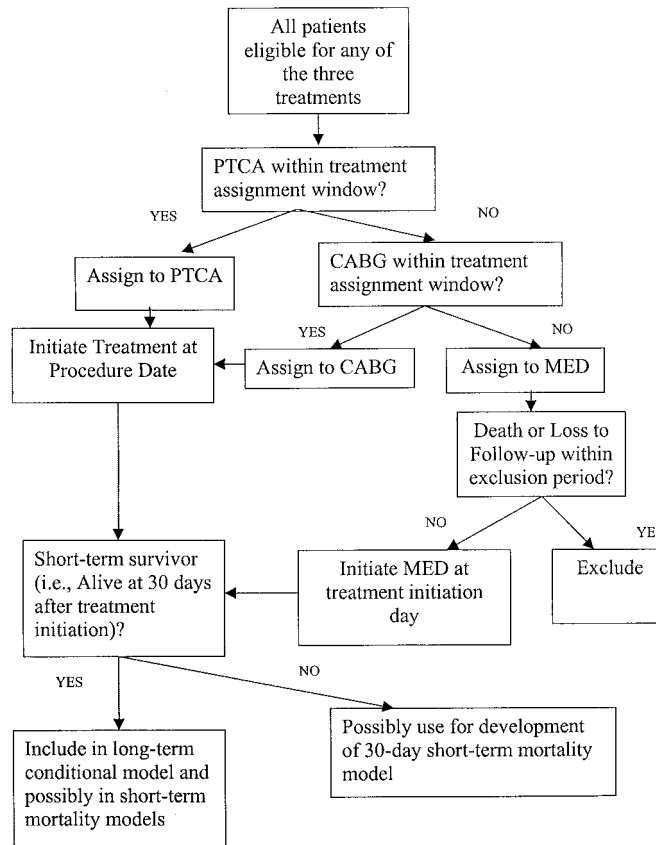 All patients
eligible for any of
the three
treatments
PTCA within treatment
assignment window?
YES
NO
Assign to PTCA
CABG within treatment
assignment window?
YES
NO
Initiate Treatment at
Procedure Date
Assign to CABG
Assign to MED
Death or Loss to
Follow-up within
exclusion period?
NO
YE
Short-term survivor
(i.e., Alive at 30 days
after treatment
initiation)?
Initiate MED at
treatment initiation
day
Exclude
YES
NO
Include in long-term
conditional model and
possibly in short-term
mortality models
Possibly use for development
of 30-day short-term mortality
model